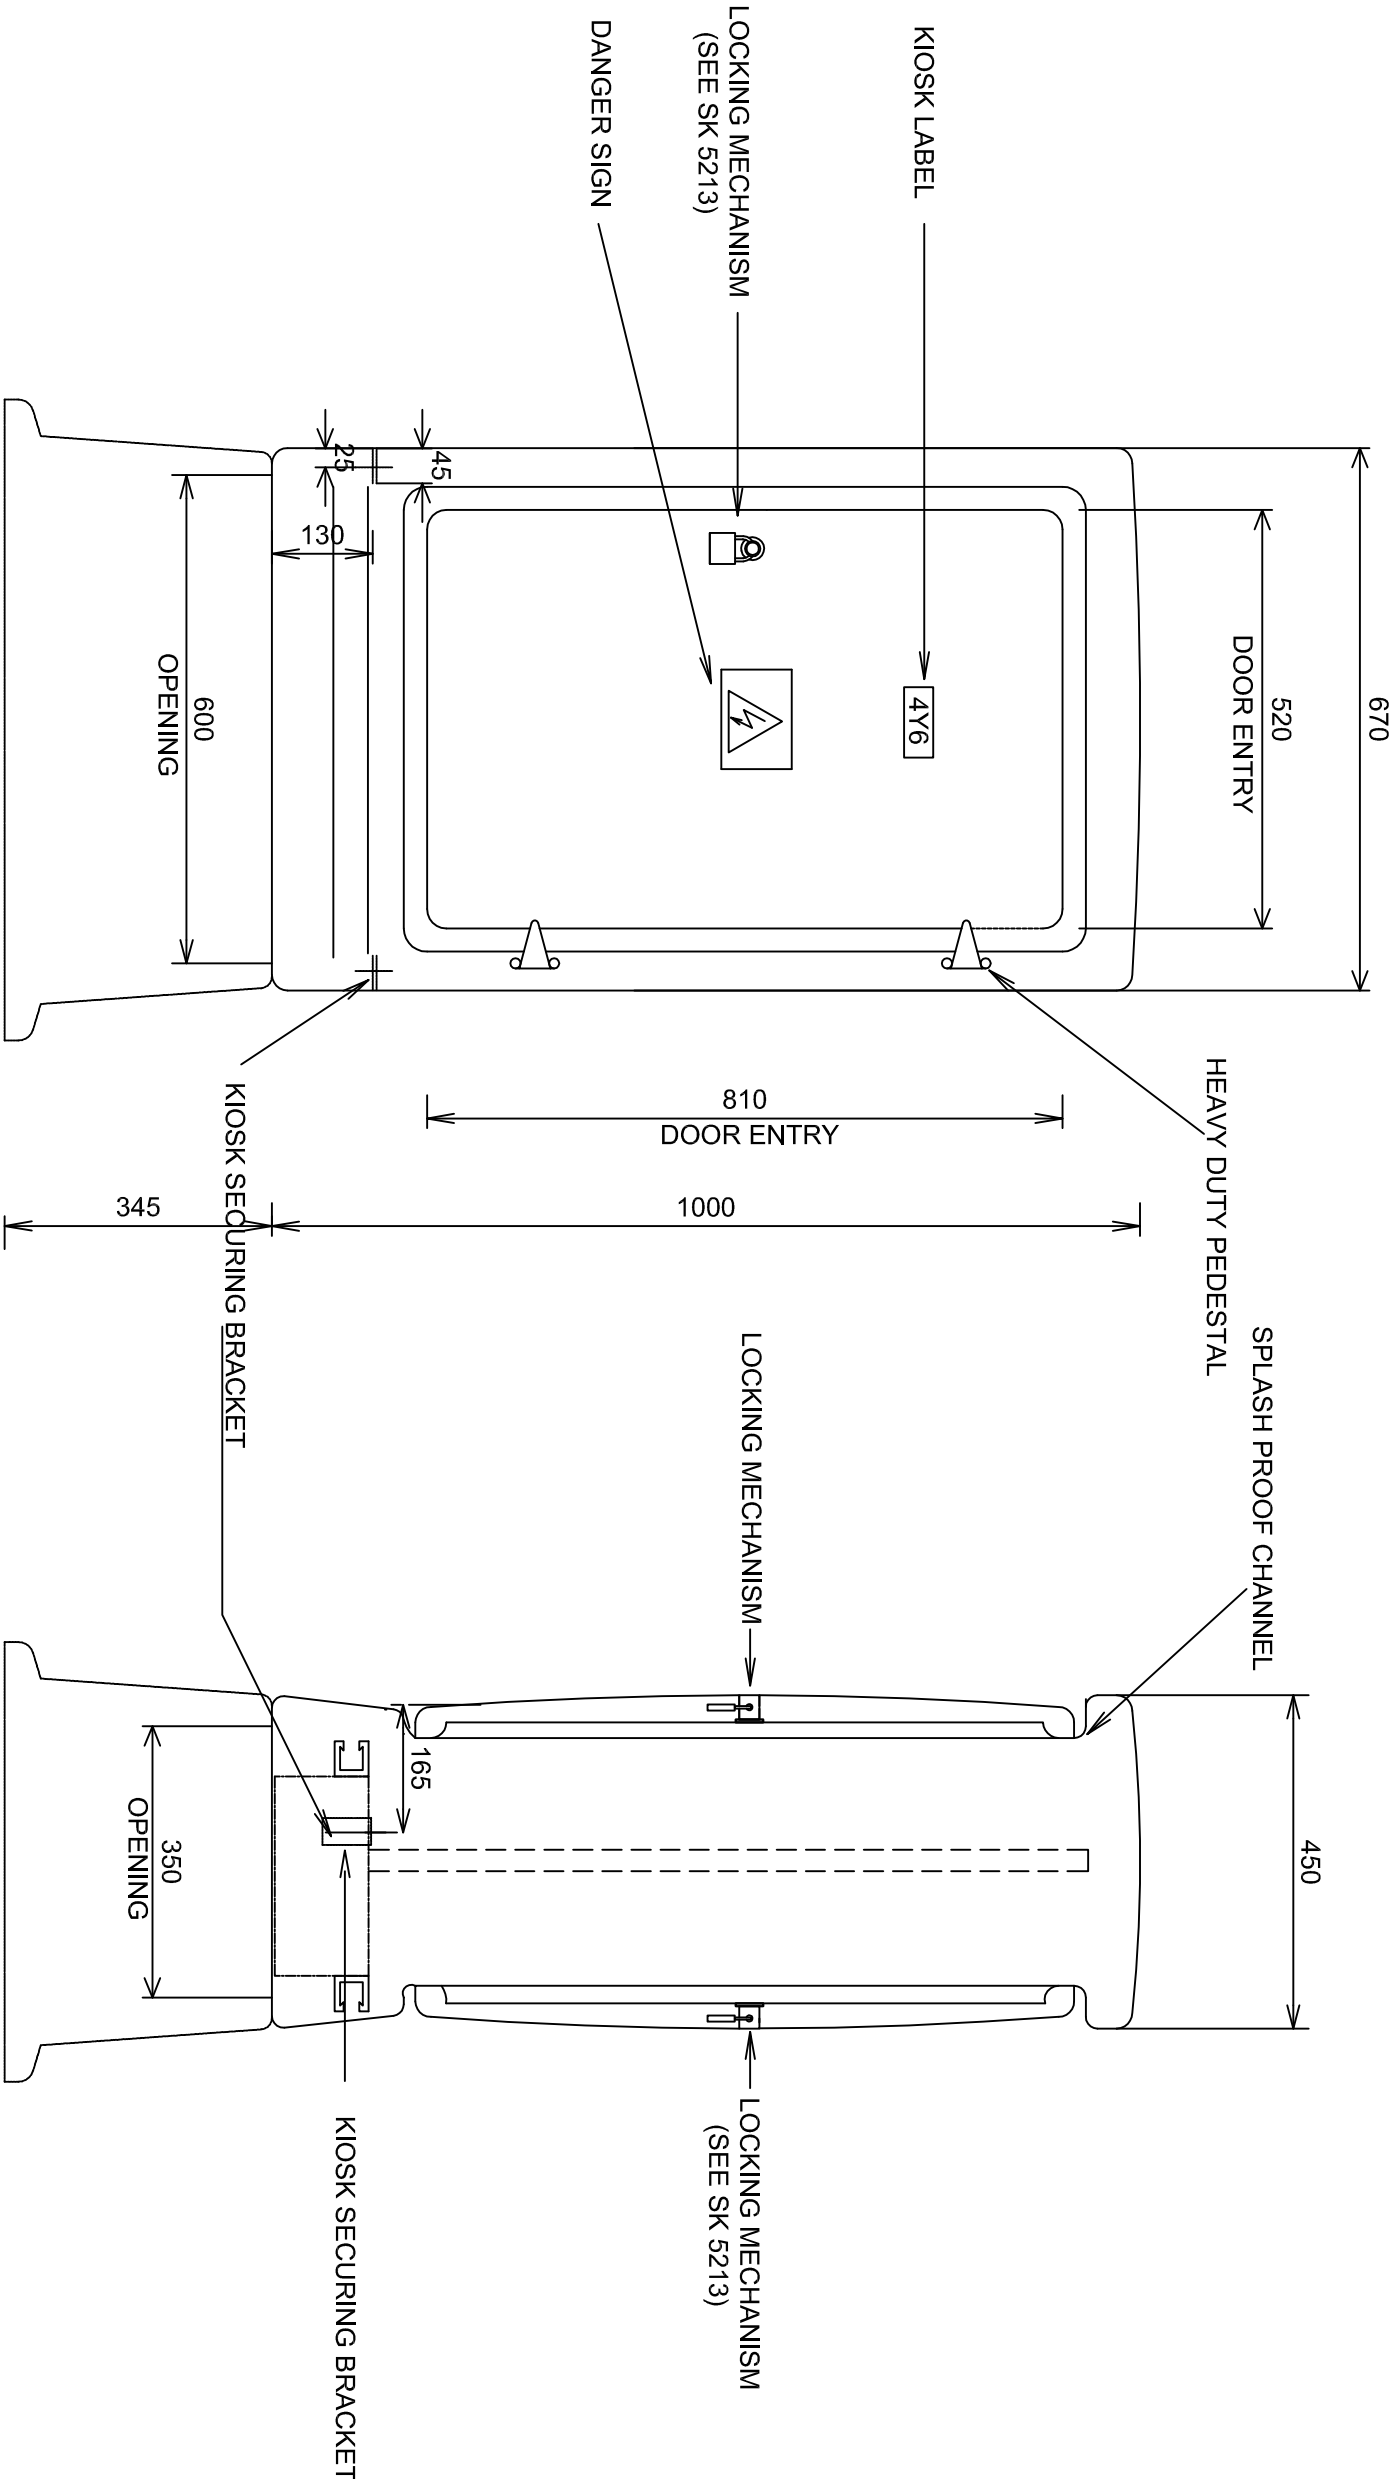 670
520
DOOR ENTRY
KIOSK LABEL
4Y6
LOCKING MECHANISM
(SEE SK 5213)
DANGER SIGN
45
25
130
600
OPENING
HEAVY DUTY PEDESTAL
810
DOOR ENTRY
1000
345
KIOSK SECURING BRACKET
SPLASH PROOF CHANNEL
450
LOCKING MECHANISM
165
350
OPENING
LOCKING MECHANISM
(SEE SK 5213)
KIOSK SECURING BRACKET